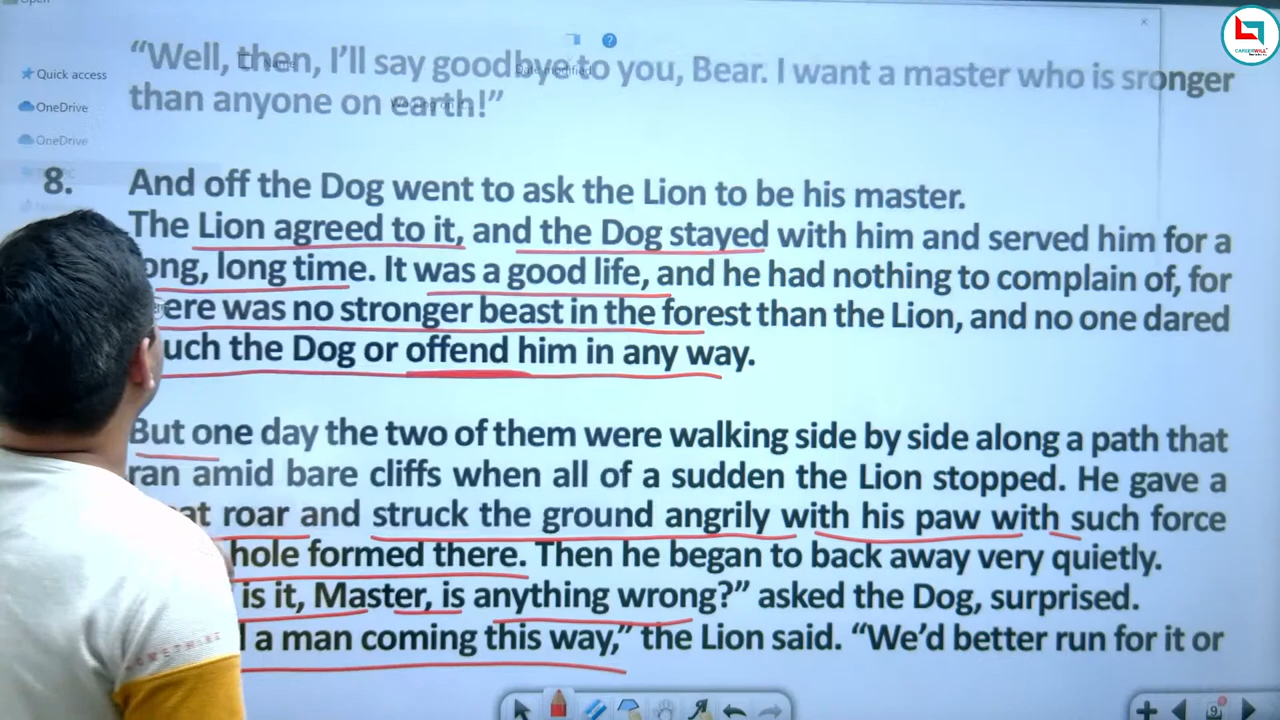 Open
"Well, then, I'll say goodbye to you, Bear. I want a master who is sronger
than anyone on earth!"
Quick access
OneDrive
OneDrive
Name
Date modified
CAREERWILL
8. And off the Dog went to ask the Lion to be his master.
The Lion agreed to it, and the Dog stayed with him and served him for a
ong, long time. It was a good life, and he had nothing to complain of, for
ere was no stronger beast in the forest than the Lion, and no one dared
uch the Dog or offend him in any way.
But one day the two of them were walking side by side along a path that
ran amid bare cliffs when all of a sudden the Lion stopped. He gave a
at roar and struck the ground angrily with his paw with such force
hole formed there. Then he began to back away very quietly.
is it, Master, is anything wrong?" asked the Dog, surprised.
a man coming this way," the Lion said. "We'd better run for it or
9